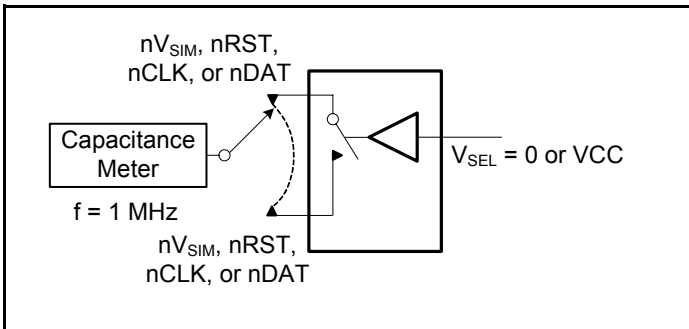 nV_SIM, nRST,
nCLK, or nDAT
Capacitance
Meter
f = 1 MHz
V_SEL = 0 or VCC
nV_SIM, nRST,
nCLK, or nDAT